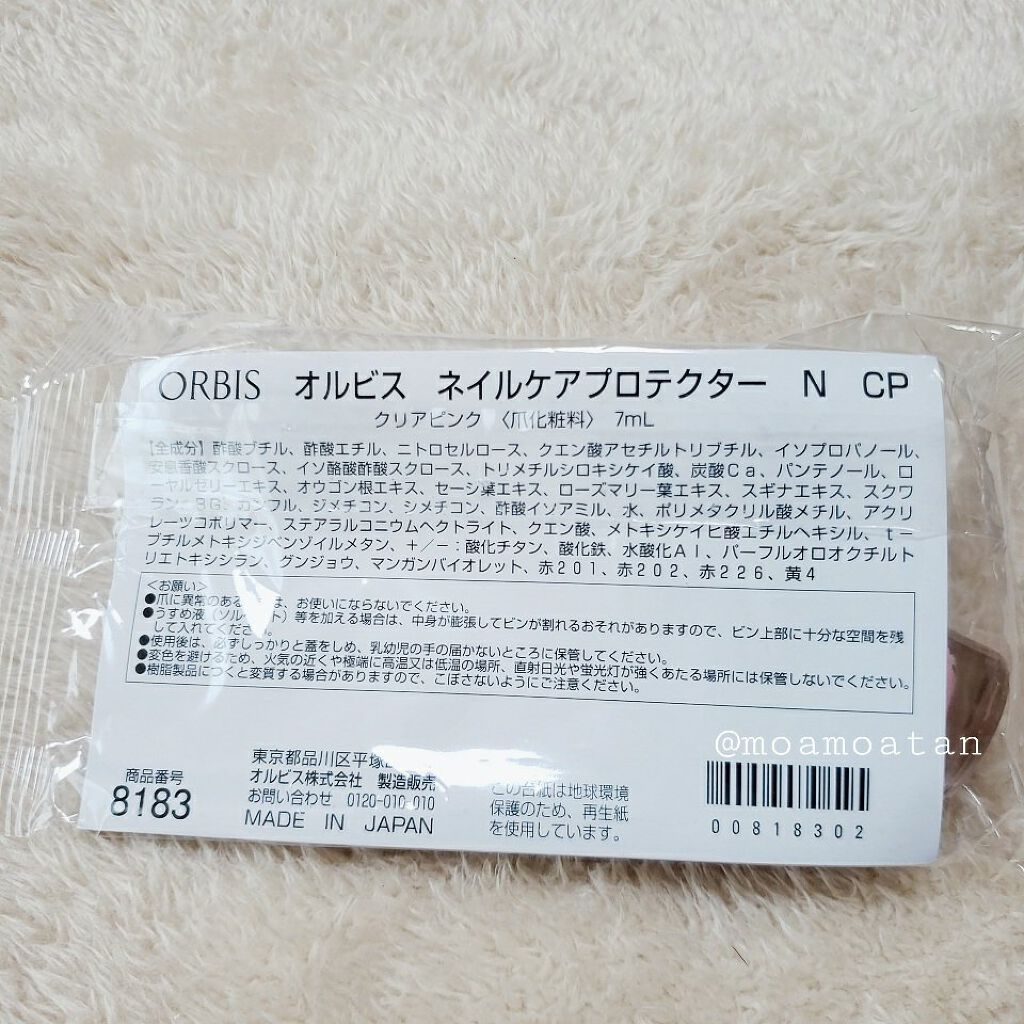 ORBIS オルビス ネイルケアプロテクター N CP
クリアピンク 〈爪化粧料〉 7mL
【全成分】酢酸ブチル、酢酸エチル、ニトロセルロース、クエン酸アセチルトリブチル、イソプロパノール、
安息香酸スクロース、イソ酪酸酢酸スクロース、トリメチルシロキシケイ酸、炭酸Ca、パンテノール、ロ
ーヤルゼリーエキス、オウゴン根エキス、セージ葉エキス、ローズマリー葉エキス、スギナエキス、スクワ
ラン、BG、カンフル、ジメチコン、シメチコン、酢酸イソアミル、水、ポリメタクリル酸メチル、アクリ
レーツコポリマー、ステアラルコニウムヘクトライト、クエン酸、メトキシケイヒ酸エチルヘキシル、t-
ブチルメトキシジベンゾイルメタン、+/-:酸化チタン、酸化鉄、水酸化Al、パーフルオロオクチルト
リエトキシシラン、グンジョウ、マンガンバイオレット、赤201、赤202、赤226、黄4
<お願い>
●爪に異常のある は、お使いにならないでください。
●うすめ液(ソルベント)等を加える場合は、中身が膨張してビンが割れるおそれがありますので、ビン上部に十分な空間を残
して入れてください。
●使用後は、必ずしっかりと蓋をしめ、乳幼児の手の届かないところに保管してください。
●変色を避けるため、火気の近くや極端に高温又は低温の場所、直射日光や蛍光灯が強くあたる場所には保管しないでください。
●樹脂製品につくと変質する場合がありますので、こぼさないようにご注意ください。
@moamoatan
商品番号
8183
東京都品川区平塚
オルビス株式会社 製造販売
お問い合わせ 0120-010-010
MADE IN JAPAN
この台紙は地球環境
保護のため、再生紙
を使用しています。
00818302